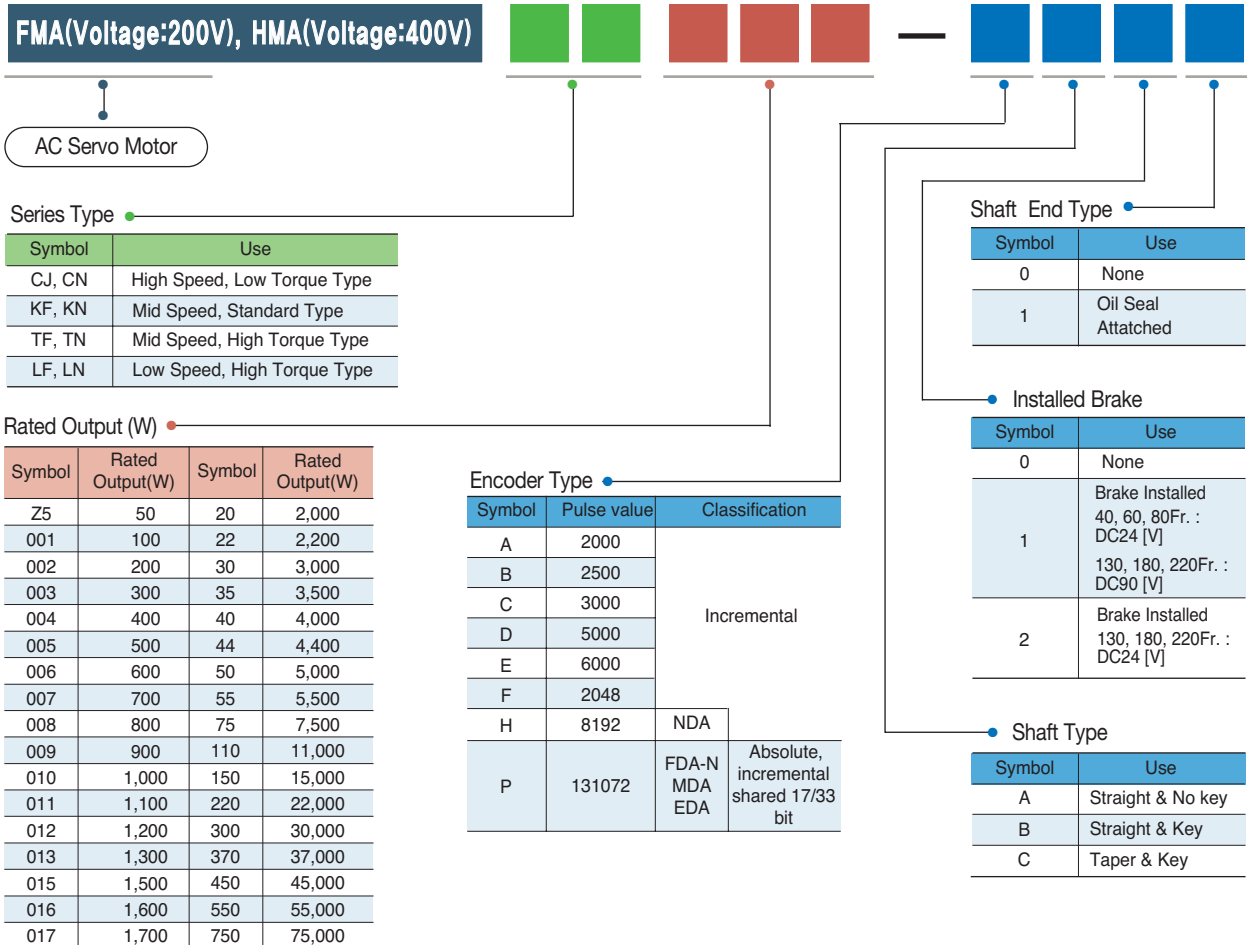 FMA(Voltage:200V), HMA(Voltage:400V)
AC Servo Motor
Series Type
Symbol Use
CJ, CN High Speed, Low Torque Type
KF, KN Mid Speed, Standard Type
TF, TN Mid Speed, High Torque Type
LF, LN Low Speed, High Torque Type
Rated Output (W)
Symbol Rated Output(W) Symbol Rated Output(W)
Z5 50 20 2,000
001 100 22 2,200
002 200 30 3,000
003 300 35 3,500
004 400 40 4,000
005 500 44 4,400
006 600 50 5,000
007 700 55 5,500
008 800 75 7,500
009 900 110 11,000
010 1,000 150 15,000
011 1,100 220 22,000
012 1,200 300 30,000
013 1,300 370 37,000
015 1,500 450 45,000
016 1,600 550 55,000
017 1,700 750 75,000
Encoder Type
Symbol Pulse value Classification
A 2000
B 2500
C 3000
Incremental
D 5000
E 6000
F 2048
H 8192 NDA
P 131072
FDA-N
MDA
EDA
Absolute,
incremental
shared 17/33
bit
Shaft End Type
Symbol Use
0 None
1 Oil Seal
Attatched
Installed Brake
Symbol Use
0 None
1
Brake Installed
40, 60, 80Fr. :
DC24 [V]
130, 180, 220Fr. :
DC90 [V]
2
Brake Installed
130, 180, 220Fr. :
DC24 [V]
Shaft Type
Symbol Use
A Straight & No key
B Straight & Key
C Taper & Key